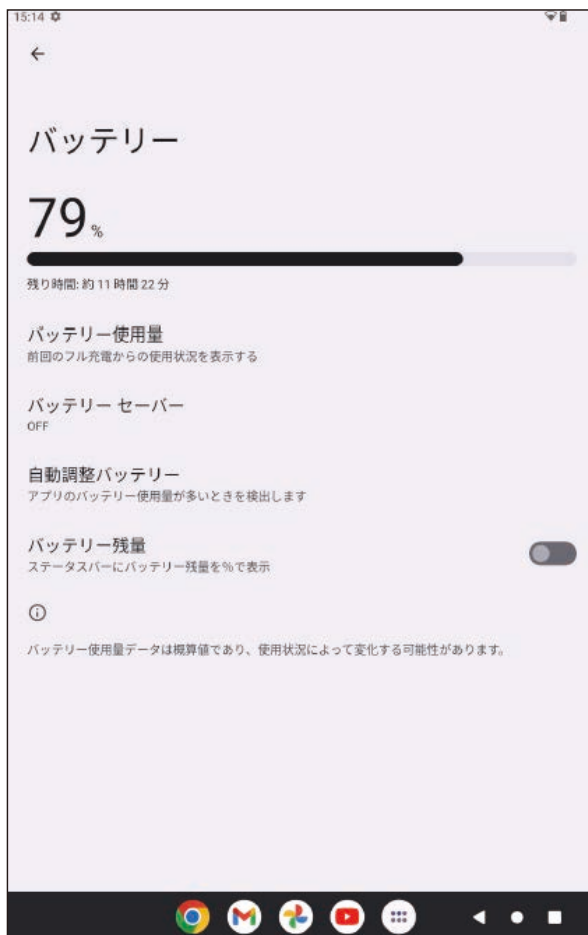 15:14
バッテリー
79%
残り時間: 約 11 時間 22 分
バッテリー使用量
前回のフル充電からの使用状況を表示する
バッテリー セーバー
OFF
自動調整バッテリー
アプリのバッテリー使用量が多いときを検出します
バッテリー残量
ステータスバーにバッテリー残量を%で表示
バッテリー使用量データは概算値であり、使用状況によって変化する可能性があります。